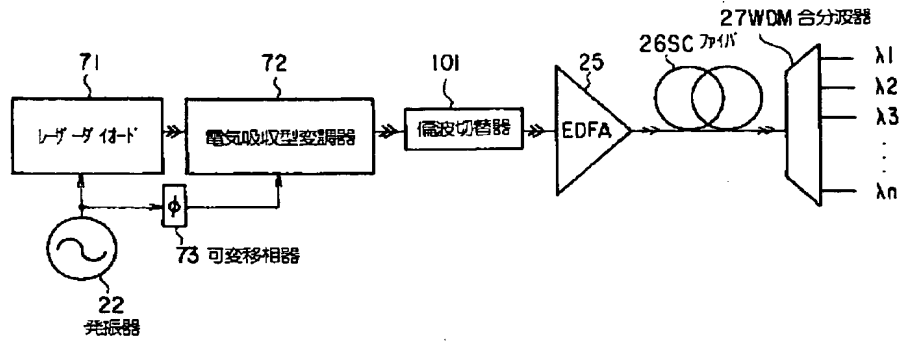 27WDM 合分波器
26SC ファイバ
71
72
101
25
レーザーダイオード
電気吸収型変調器
偏波切替器
EDFA
λ1
λ2
λ3
λn
φ
73 可変移相器
22
発振器